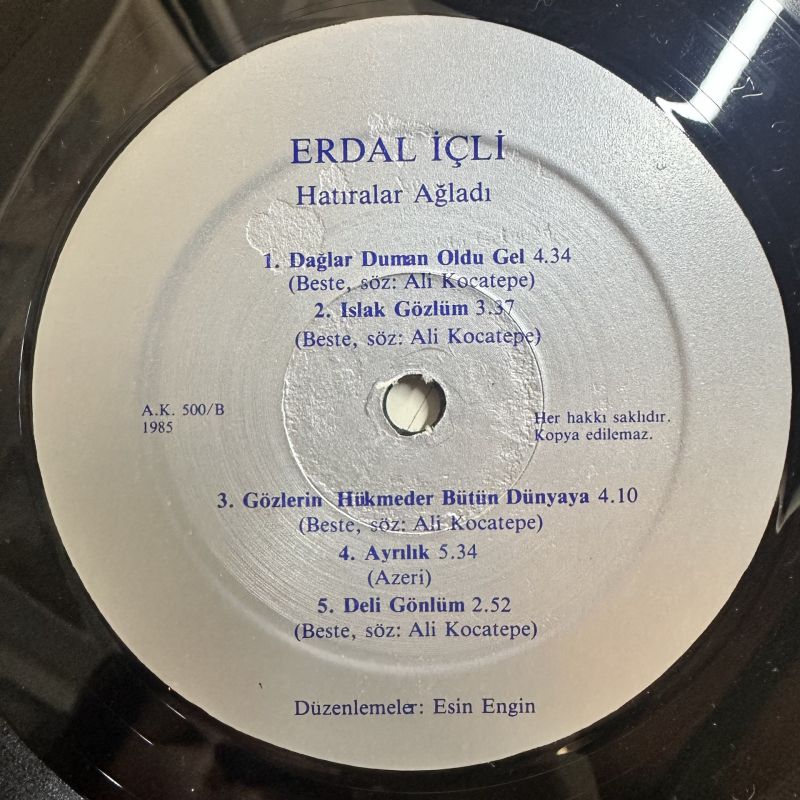 ERDAL İÇLİ
Hatıralar Ağladı
1. Dağlar Duman Oldu Gel 4.34
(Beste, söz: Ali Kocatepe)
2. Islak Gözlüm 3.37
(Beste, söz: Ali Kocatepe)
A.K. 500/B
1985
Her hakkı saklıdır.
Kopya edilemaz.
3. Gözlerin Hükmeder Bütün Dünyaya 4.10
(Beste, söz: Ali Kocatepe)
4. Ayrılık 5.34
(Azeri)
5. Deli Gönlüm 2.52
(Beste, söz: Ali Kocatepe)
Düzenlemeler: Esin Engin